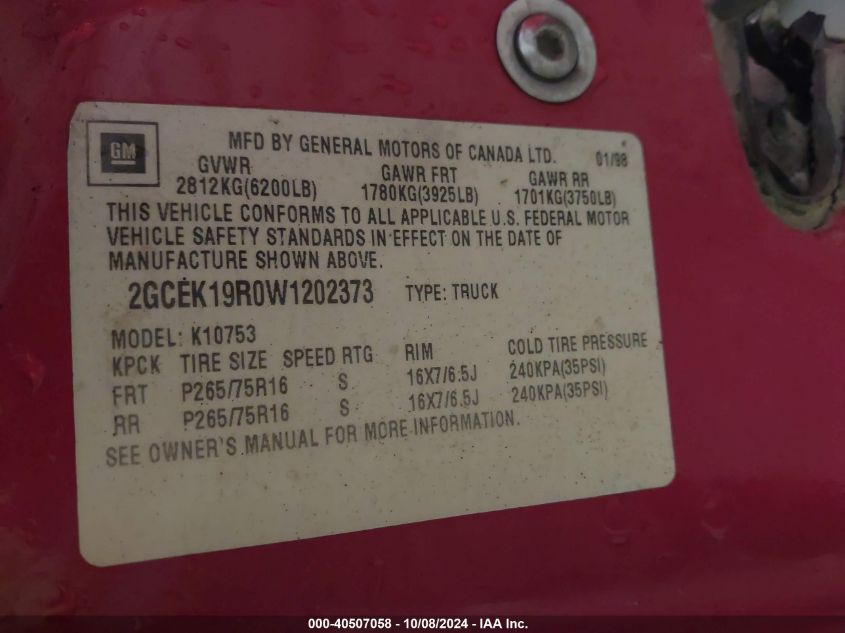 GM
MFD BY GENERAL MOTORS OF CANADA LTD. 01/98
GVWR GAWR FRT GAWR RR
2812KG(6200LB) 1780KG(3925LB) 1701KG(3750LB)
THIS VEHICLE CONFORMS TO ALL APPLICABLE U.S. FEDERAL MOTOR
VEHICLE SAFETY STANDARDS IN EFFECT ON THE DATE OF
MANUFACTURE SHOWN ABOVE.
2GCEK19R0W1202373 TYPE: TRUCK
MODEL: K10753
KPCK TIRE SIZE SPEED RTG RIM COLD TIRE PRESSURE
FRT P265/75R16 S 16X7/6.5J 240KPA(35PSI)
RR P265/75R16 S 16X7/6.5J 240KPA(35PSI)
SEE OWNER'S MANUAL FOR MORE INFORMATION.
000-40507058 - 10/08/2024 - IAA Inc.